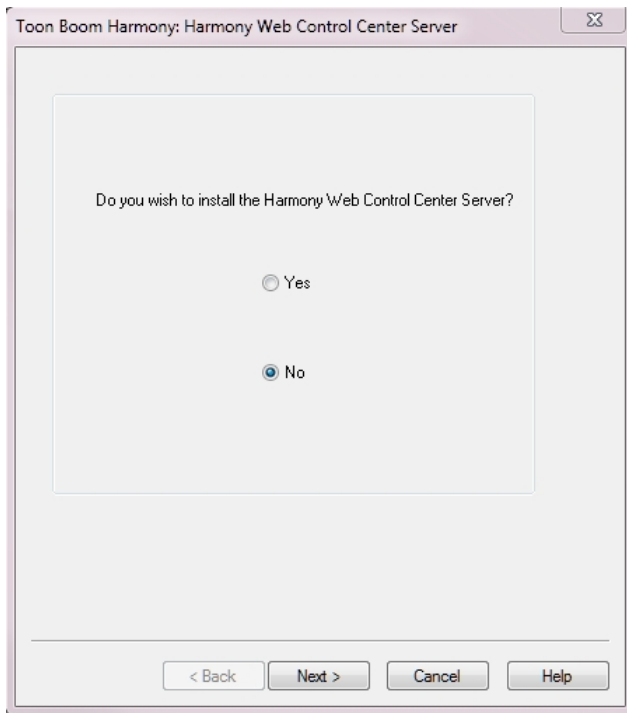 Toon Boom Harmony: Harmony Web Control Center Server
Do you wish to install the Harmony Web Control Center Server?
Yes
No
< Back Next > Cancel Help